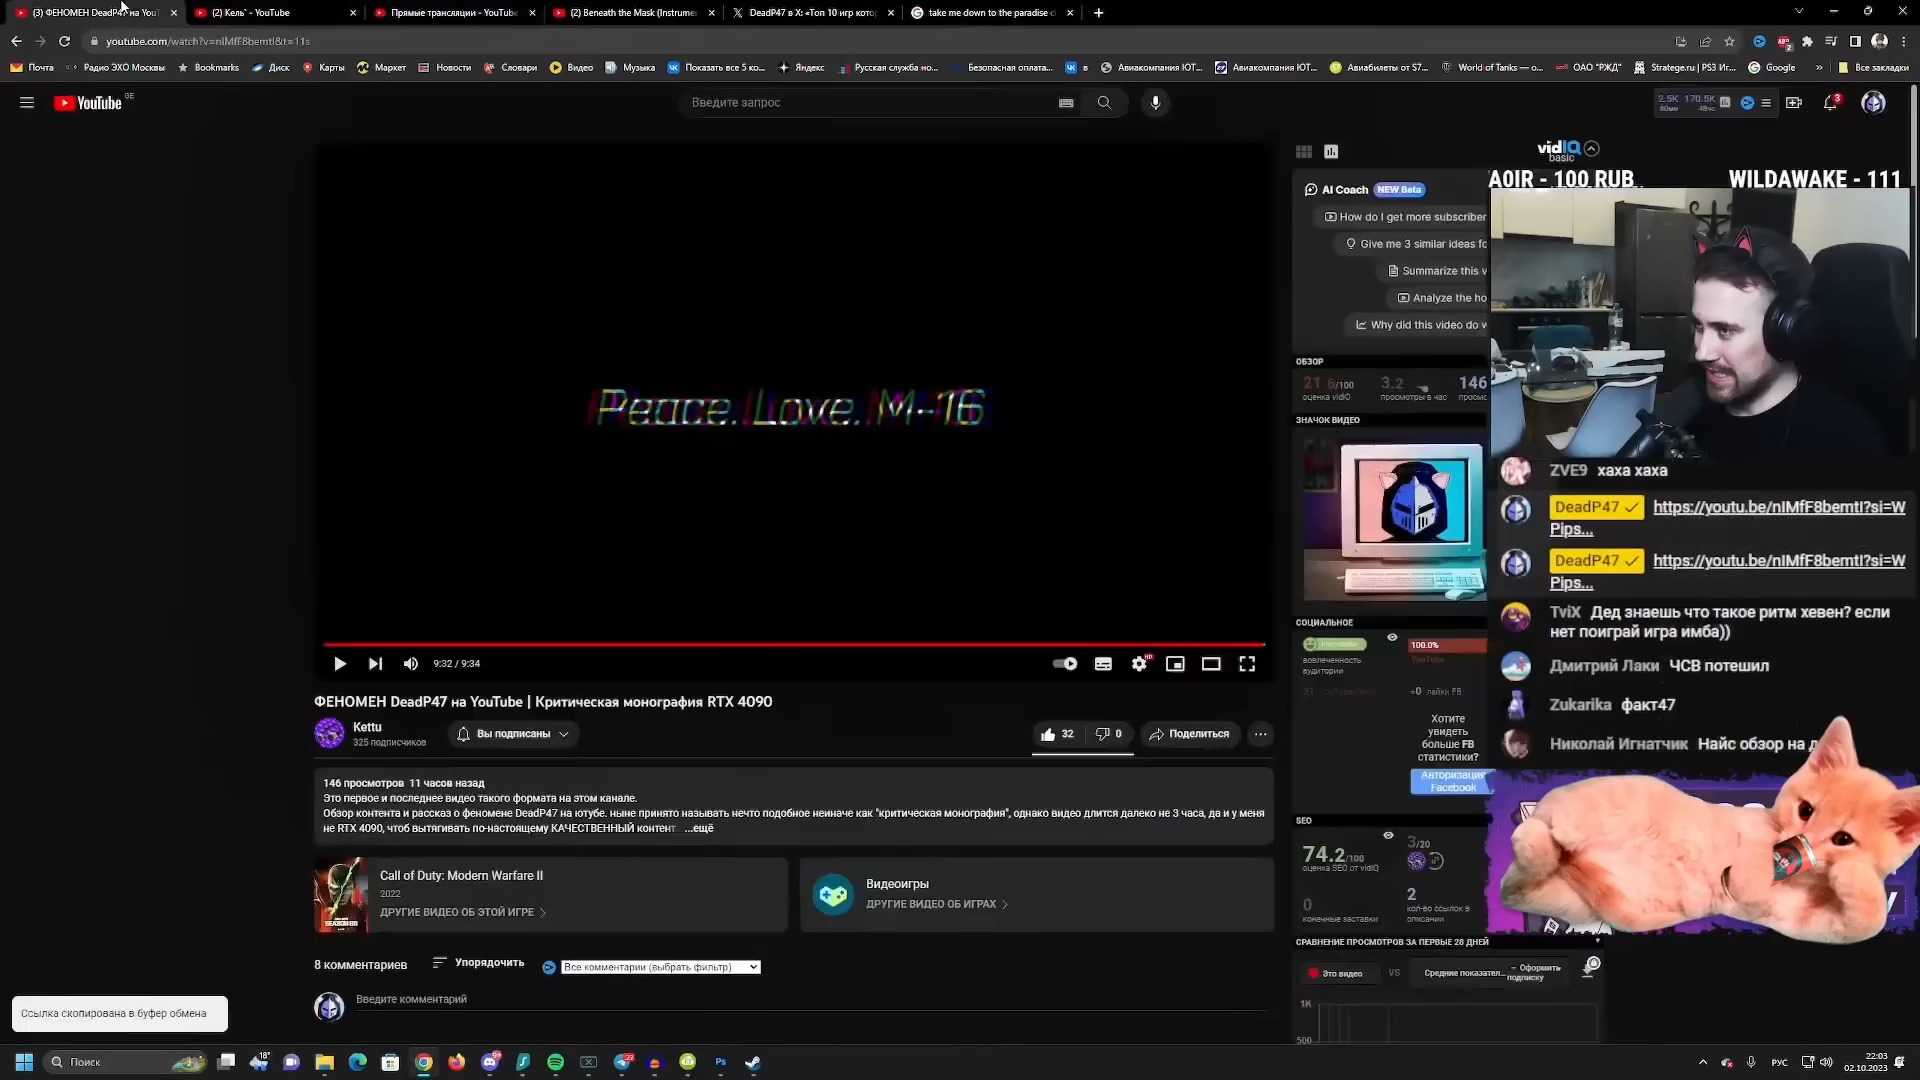 (2) Кель` - YouTube
Прямые трансляции - YouTube
(2) Beneath the Mask (Instrume
DeadP47 в X: «Топ 10 игр кото
take me down to the paradise c
youtube.com/watch?v=nIMfF8bemtI&t=11s
Почта
Радио ЭХО Москвы
Bookmarks
Диск
Карты
Маркет
Новости
Словари
Видео
Музыка
Показать все 5 ко...
Яндекс
Русская служба но...
Безопасная оплата...
в
Авиакомпания ЮТ...
Авиакомпания ЮТ...
Авиабилеты от S7...
World of Tanks — о...
ОАО "РЖД"
Stratege.ru | PS3 Иг...
Google
»
Все закладки
YouTube GE
Введите запрос
2.5K 170.5K
3
vidIQ
basic
A0IR - 100 RUB
WILDAWAKE - 111
AI Coach NEW Beta
How do I get more subscriber
Give me 3 similar ideas fo
Summarize this v
Analyze the ho
Why did this video do w
ОБЗОР
/100
3.2
146
оценка vidIQ
просмотры в час
ЗНАЧОК ВИДЕО
Peace. Love. M-16
9:32 / 9:34
ФЕНОМЕН DeadP47 на YouTube | Критическая монография RTX 4090
Kettu
325 подписчиков
Вы подписаны
32
0
Поделиться
146 просмотров 11 часов назад
Это первое и последнее видео такого формата на этом канале.
Обзор контента и рассказ о феномене DeadP47 на ютубе. ныне принято называть нечто подобное неиначе как "критическая монография", однако видео длится далеко не 3 часа, да и у меня
не RTX 4090, чтоб вытягивать по-настоящему КАЧЕСТВЕННЫЙ контент. ...ещё
Call of Duty: Modern Warfare II
2022
ДРУГИЕ ВИДЕО ОБ ЭТОЙ ИГРЕ
Видеоигры
ДРУГИЕ ВИДЕО ОБ ИГРАХ
8 комментариев
Упорядочить
Все комментарии (выбрать фильтр)
Введите комментарий
Ссылка скопирована в буфер обмена
СОЦИАЛЬНОЕ
100.0%
вовлеченность
аудитории
лайки FB
Хотите
увидеть
больше FB
статистики?
Авторизация
Facebook
SEO
74.2/100
оценка SEO от vidIQ
3/20
0
конечные заставки
2
кол-во ссылок в
описании
СРАВНЕНИЕ ПРОСМОТРОВ ЗА ПЕРВЫЕ 28 ДНЕЙ
Это видео
VS
Средние показател...
Оформить
подписку
1K
500
ZVE9 хаха хаха
DeadP47 https://youtu.be/nIMfF8bemtI?si=W
Pips...
DeadP47 https://youtu.be/nIMfF8bemtI?si=W
Pips...
TviX Дед знаешь что такое ритм хевен? если
нет поиграй игра имба))
Дмитрий Лаки ЧСВ потешил
Zukarika факт47
Николай Игнатчик Найс обзор на д
Поиск
18°
РУС
22:03
02.10.2023